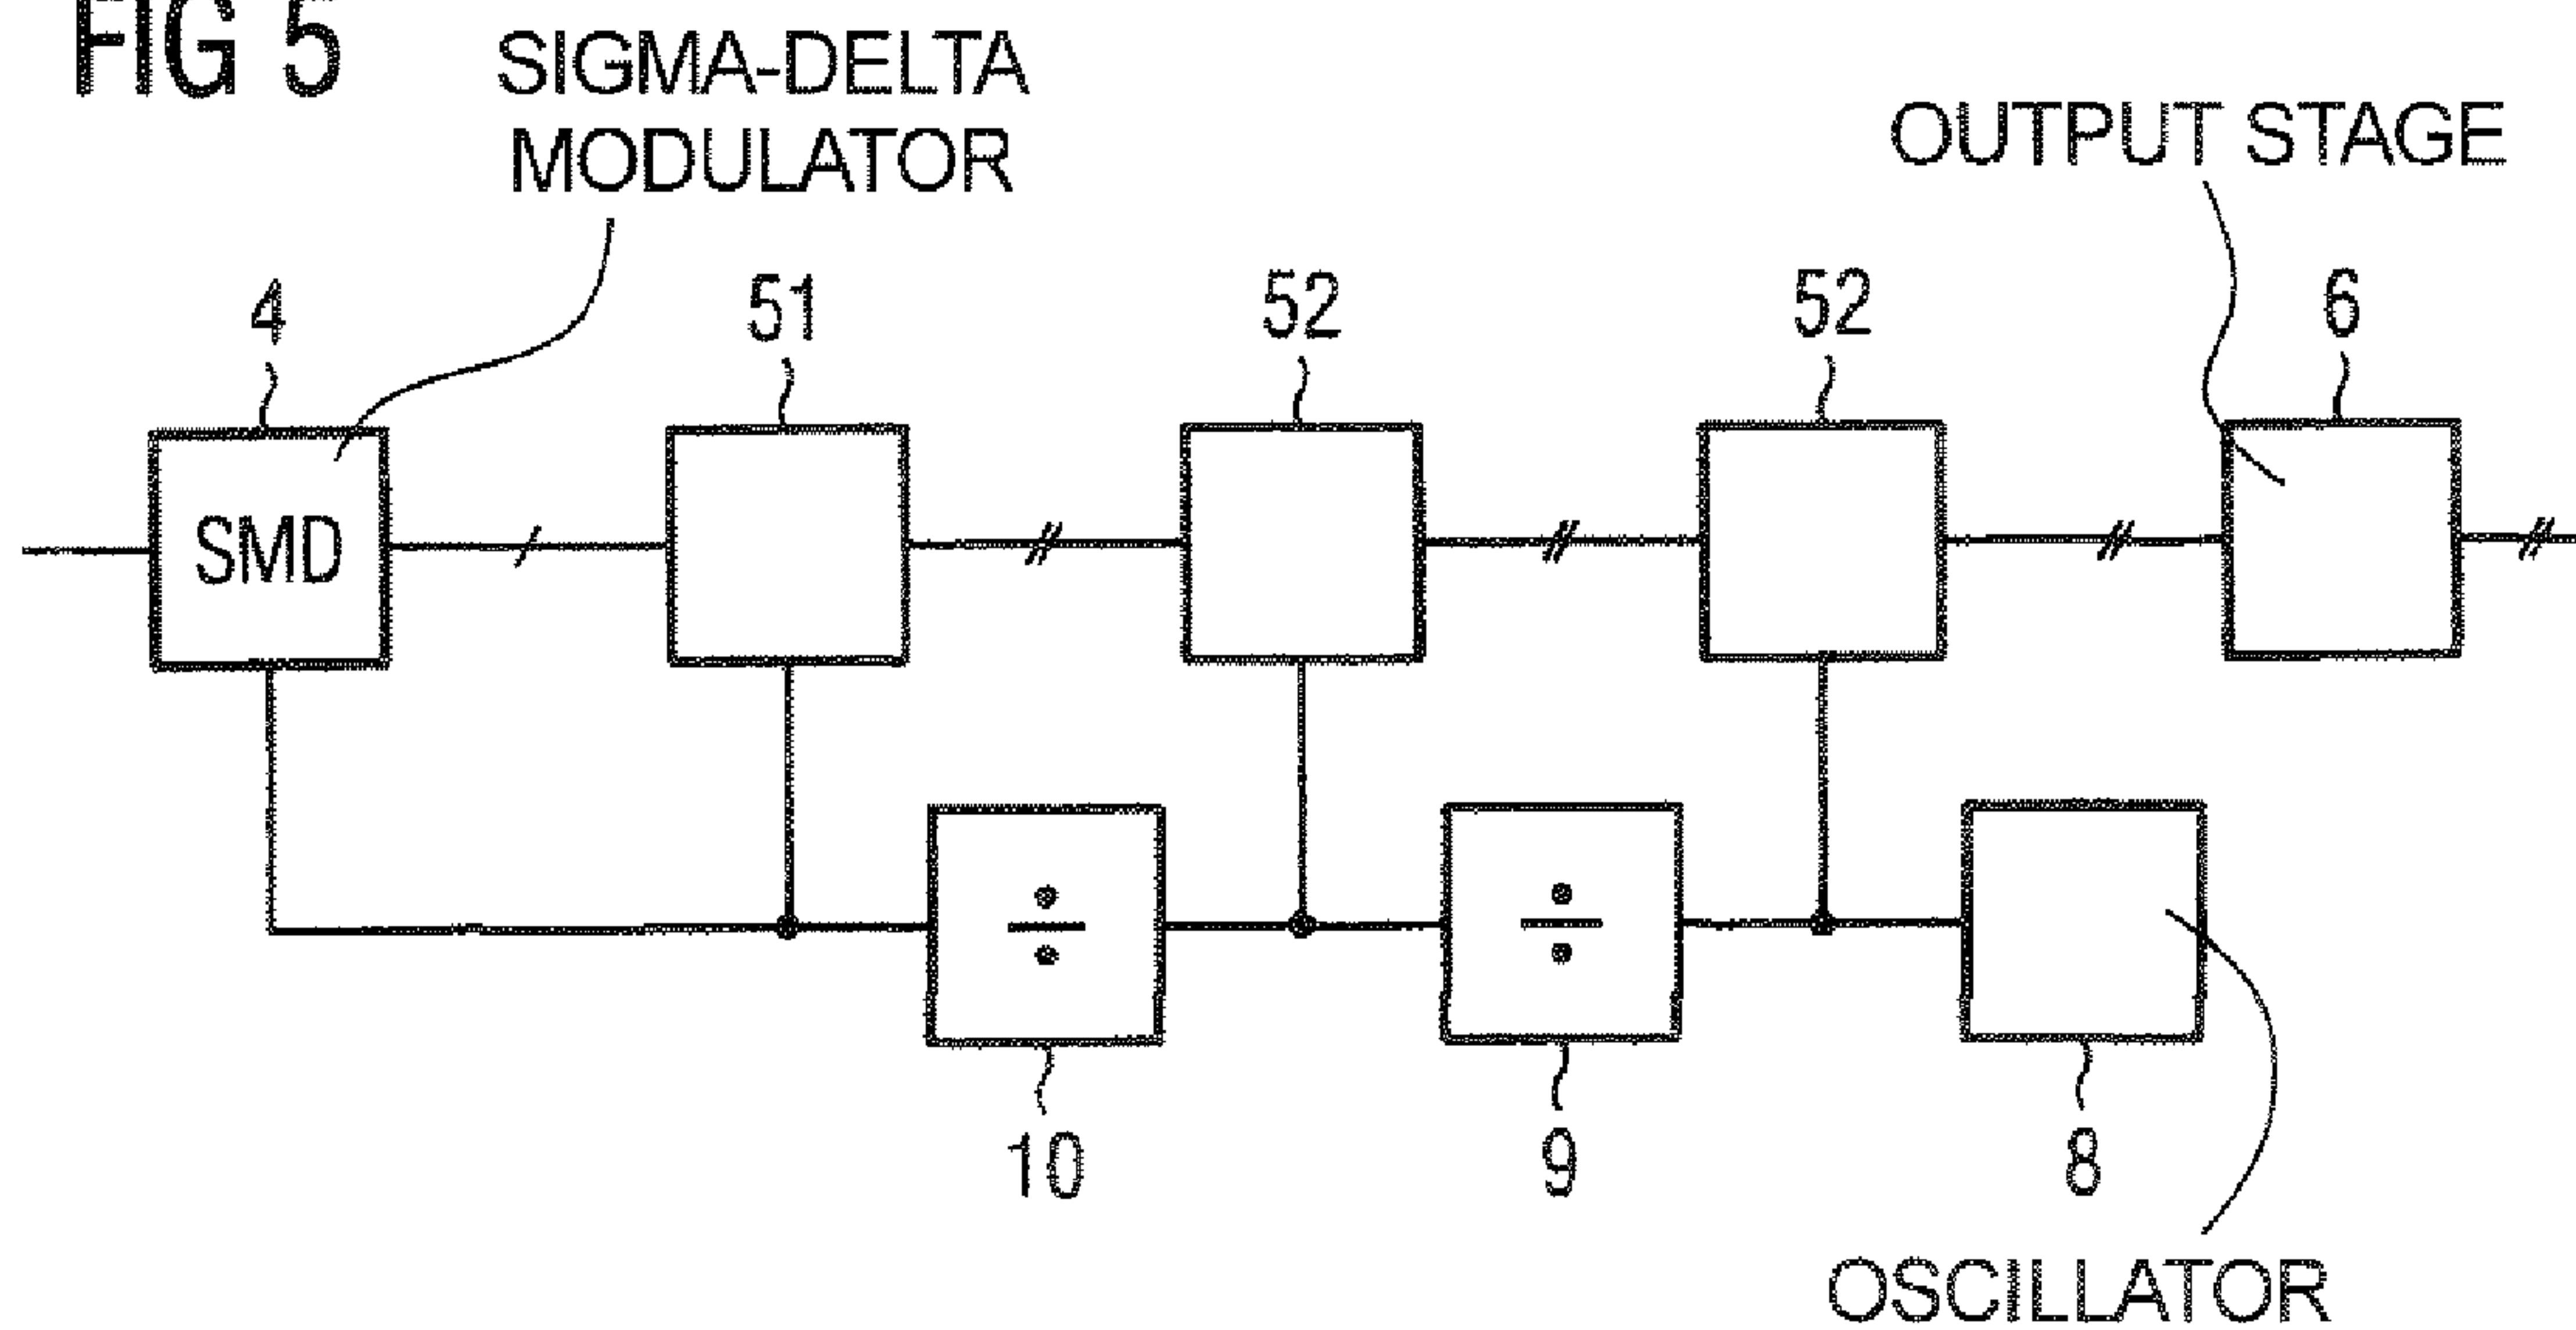 FIG 5
SIGMA-DELTA
MODULATOR
OUTPUT STAGE
4
51
52
52
6
SMD
÷
÷
10
9
8
OSCILLATOR